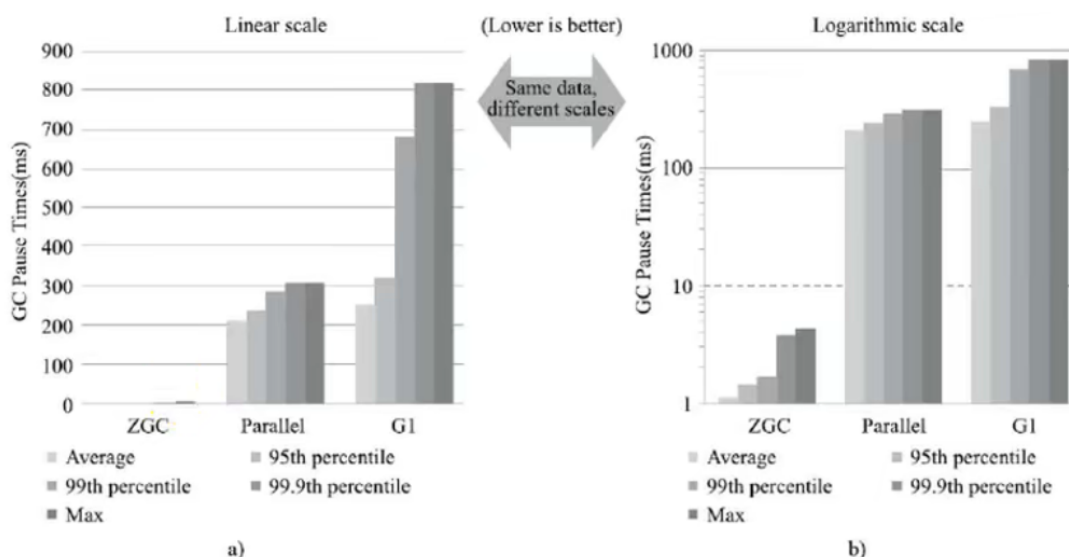 Linear scale
(Lower is better)
Logarithmic scale
Same data,
different scales
GC Pause Times(ms)
900
800
700
600
500
400
300
200
100
0
ZGC
Parallel
G1
Average
95th percentile
99th percentile
99.9th percentile
Max
a)
GC Pause Times(ms)
1000
100
10
1
ZGC
Parallel
G1
Average
95th percentile
99th percentile
99.9th percentile
Max
b)